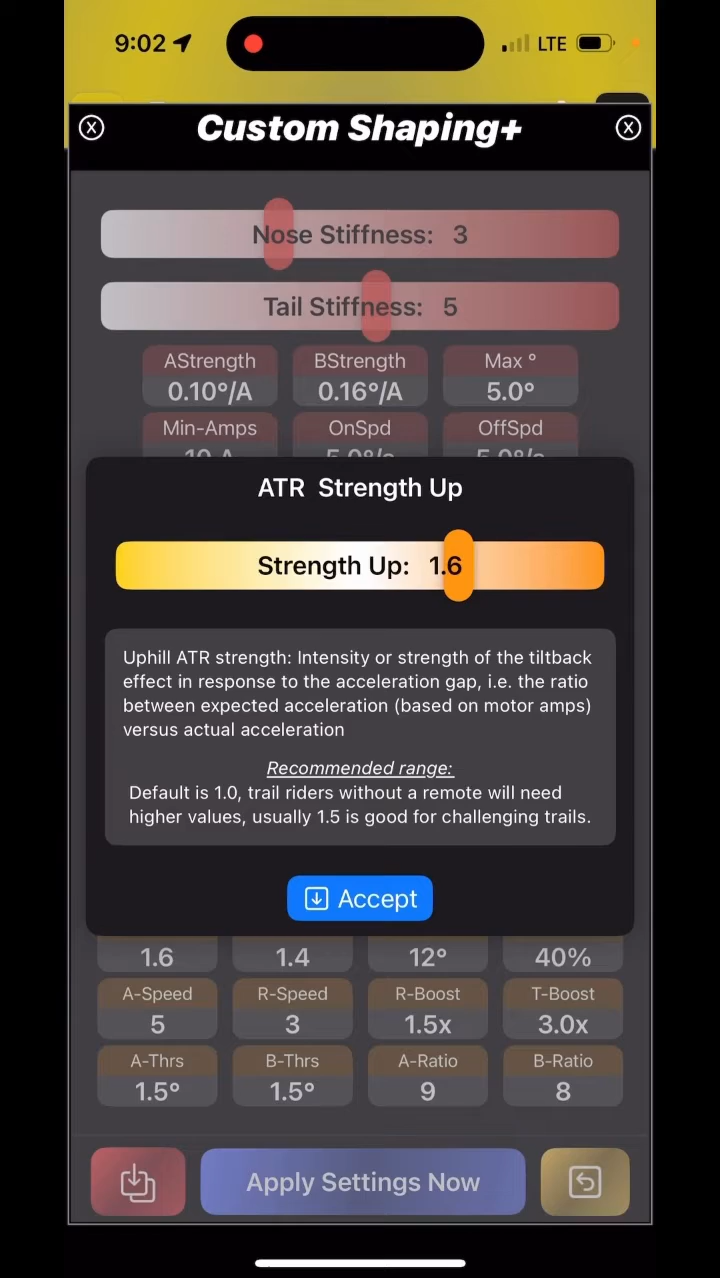 9:02 LTE
Custom Shaping+
Nose Stiffness: 3
Tail Stiffness: 5
AStrength BStrength Max °
0.10°/A 0.16°/A 5.0°
Min-Amps OnSpd OffSpd
10 A 5.0°/s 5.0°/s
ATR Strength Up
Strength Up: 1.6
Uphill ATR strength: Intensity or strength of the tiltback
effect in response to the acceleration gap, i.e. the ratio
between expected acceleration (based on motor amps)
versus actual acceleration
Recommended range:
Default is 1.0, trail riders without a remote will need
higher values, usually 1.5 is good for challenging trails.
Accept
1.6 1.4 12° 40%
A-Speed R-Speed R-Boost T-Boost
5 3 1.5x 3.0x
A-Thrs B-Thrs A-Ratio B-Ratio
1.5° 1.5° 9 8
Apply Settings Now